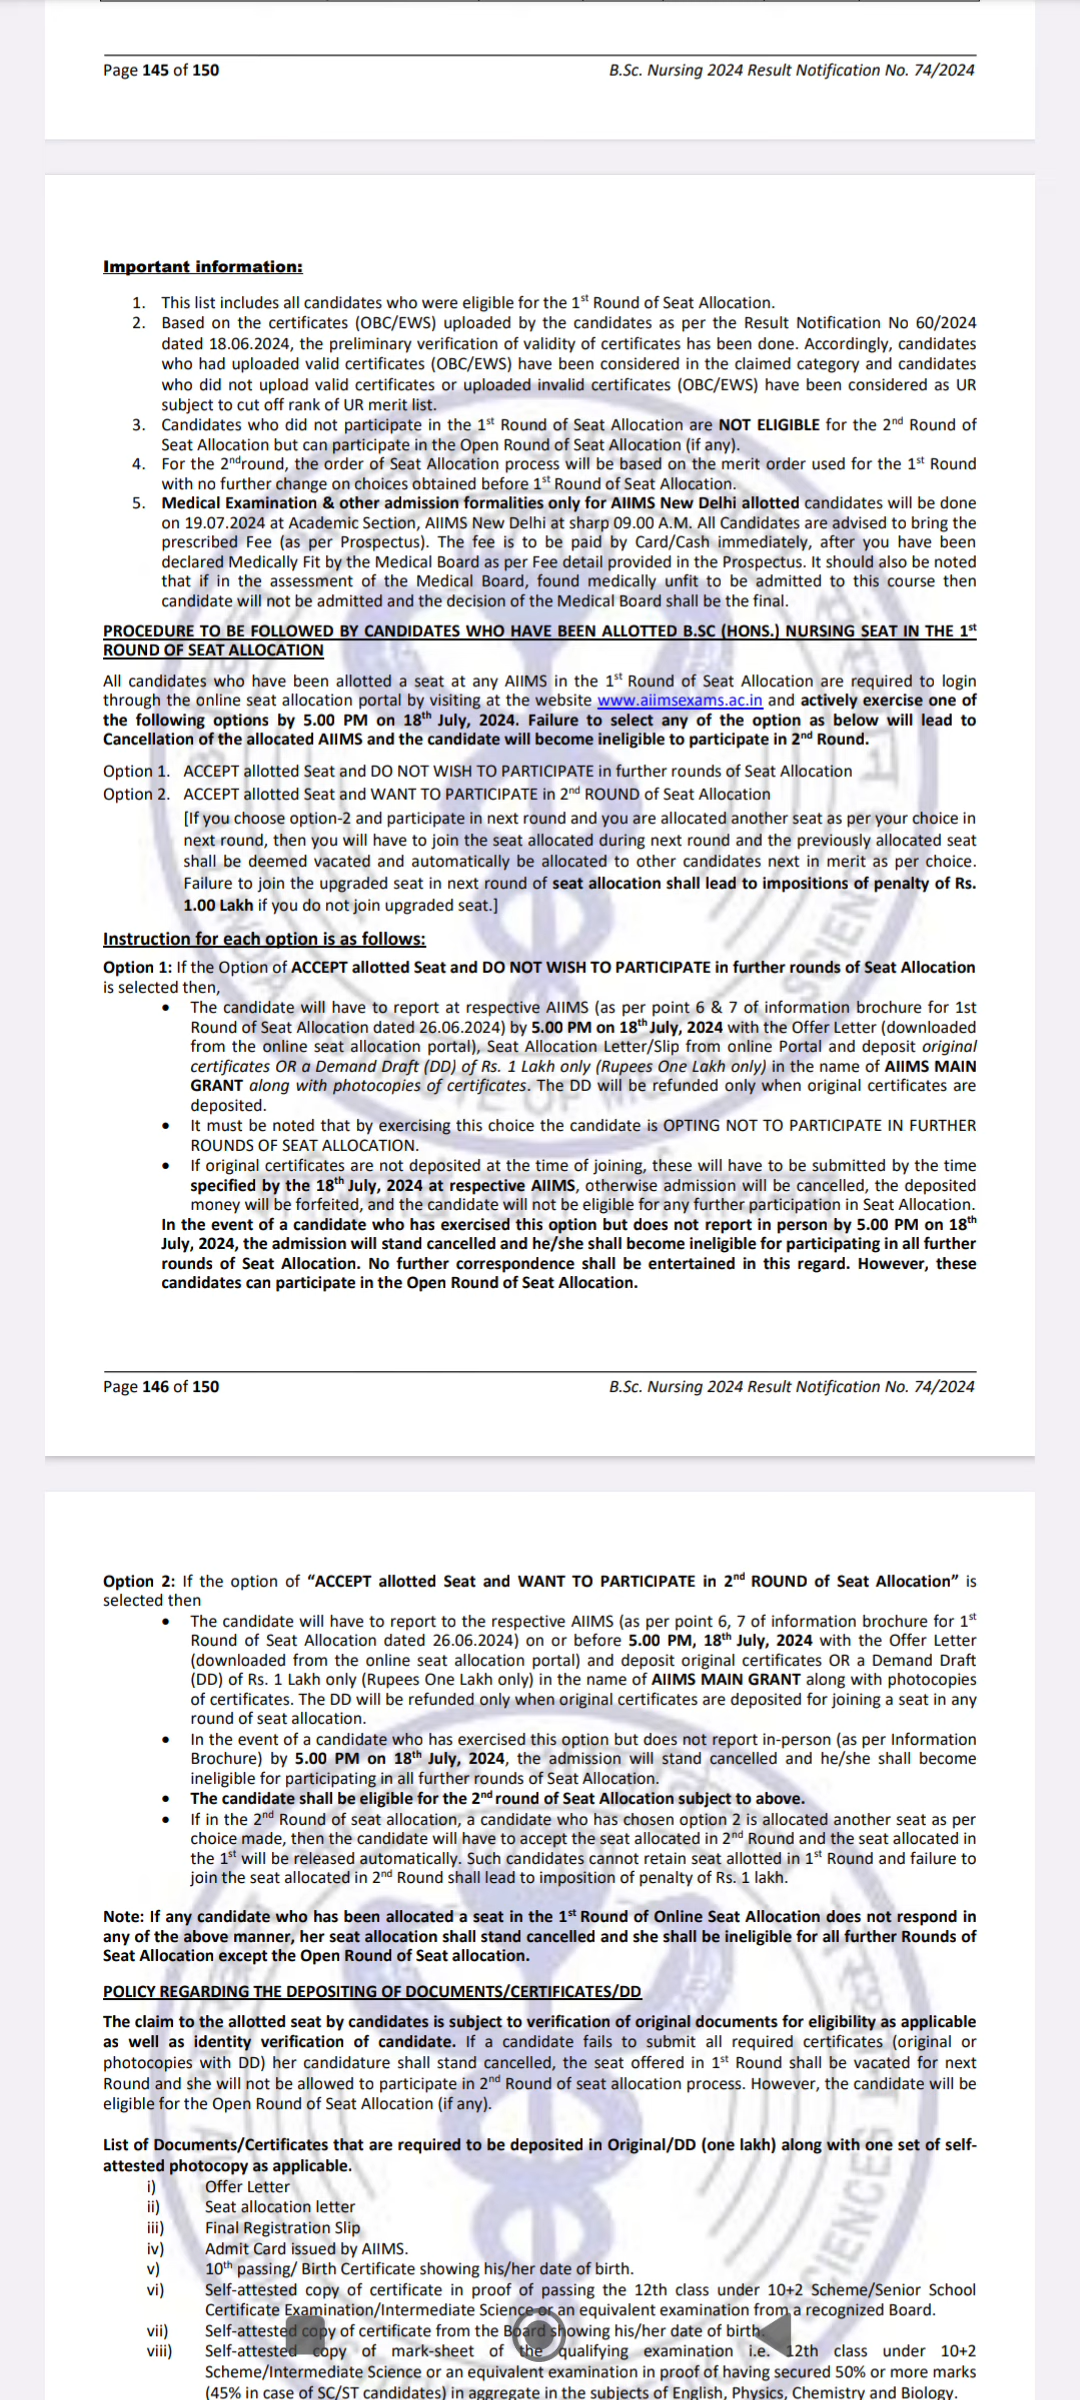 Page 145 of 150 B.Sc. Nursing 2024 Result Notification No. 74/2024
Important information:
1. This list includes all candidates who were eligible for the 1st Round of Seat Allocation.
2. Based on the certificates (OBC/EWS) uploaded by the candidates as per the Result Notification No 60/2024
dated 18.06.2024, the preliminary verification of validity of certificates has been done. Accordingly, candidates
who had uploaded valid certificates (OBC/EWS) have been considered in the claimed category and candidates
who did not upload valid certificates or uploaded invalid certificates (OBC/EWS) have been considered as UR
subject to cut off rank of UR merit list.
3. Candidates who did not participate in the 1st Round of Seat Allocation are NOT ELIGIBLE for the 2nd Round of
Seat Allocation but can participate in the Open Round of Seat Allocation (if any).
4. For the 2ndround, the order of Seat Allocation process will be based on the merit order used for the 1st Round
with no further change on choices obtained before 1st Round of Seat Allocation.
5. Medical Examination & other admission formalities only for AIIMS New Delhi allotted candidates will be done
on 19.07.2024 at Academic Section, AIIMS New Delhi at sharp 09.00 A.M. All Candidates are advised to bring the
prescribed Fee (as per Prospectus). The fee is to be paid by Card/Cash immediately, after you have been
declared Medically Fit by the Medical Board as per Fee detail provided in the Prospectus. It should also be noted
that if in the assessment of the Medical Board, found medically unfit to be admitted to this course then
candidate will not be admitted and the decision of the Medical Board shall be the final.
PROCEDURE TO BE FOLLOWED BY CANDIDATES WHO HAVE BEEN ALLOTTED B.SC (HONS.) NURSING SEAT IN THE 1st
ROUND OF SEAT ALLOCATION
All candidates who have been allotted a seat at any AIIMS in the 1st Round of Seat Allocation are required to login
through the online seat allocation portal by visiting at the website www.aiimsexams.ac.in and actively exercise one of
the following options by 5.00 PM on 18th July, 2024. Failure to select any of the option as below will lead to
Cancellation of the allocated AIIMS and the candidate will become ineligible to participate in 2nd Round.
Option 1. ACCEPT allotted Seat and DO NOT WISH TO PARTICIPATE in further rounds of Seat Allocation
Option 2. ACCEPT allotted Seat and WANT TO PARTICIPATE in 2nd ROUND of Seat Allocation
[If you choose option-2 and participate in next round and you are allocated another seat as per your choice in
next round, then you will have to join the seat allocated during next round and the previously allocated seat
shall be deemed vacated and automatically be allocated to other candidates next in merit as per choice.
Failure to join the upgraded seat in next round of seat allocation shall lead to impositions of penalty of Rs.
1.00 Lakh if you do not join upgraded seat.]
Instruction for each option is as follows:
Option 1: If the Option of ACCEPT allotted Seat and DO NOT WISH TO PARTICIPATE in further rounds of Seat Allocation
is selected then,
• The candidate will have to report at respective AIIMS (as per point 6 & 7 of information brochure for 1st
Round of Seat Allocation dated 26.06.2024) by 5.00 PM on 18th July, 2024 with the Offer Letter (downloaded
from the online seat allocation portal), Seat Allocation Letter/Slip from online Portal and deposit original
certificates OR a Demand Draft (DD) of Rs. 1 Lakh only (Rupees One Lakh only) in the name of AIIMS MAIN
GRANT along with photocopies of certificates. The DD will be refunded only when original certificates are
deposited.
• It must be noted that by exercising this choice the candidate is OPTING NOT TO PARTICIPATE IN FURTHER
ROUNDS OF SEAT ALLOCATION.
• If original certificates are not deposited at the time of joining, these will have to be submitted by the time
specified by the 18th July, 2024 at respective AIIMS, otherwise admission will be cancelled, the deposited
money will be forfeited, and the candidate will not be eligible for any further participation in Seat Allocation.
In the event of a candidate who has exercised this option but does not report in person by 5.00 PM on 18th
July, 2024, the admission will stand cancelled and he/she shall become ineligible for participating in all further
rounds of Seat Allocation. No further correspondence shall be entertained in this regard. However, these
candidates can participate in the Open Round of Seat Allocation.
Page 146 of 150 B.Sc. Nursing 2024 Result Notification No. 74/2024
Option 2: If the option of “ACCEPT allotted Seat and WANT TO PARTICIPATE in 2nd ROUND of Seat Allocation” is
selected then
• The candidate will have to report to the respective AIIMS (as per point 6, 7 of information brochure for 1st
Round of Seat Allocation dated 26.06.2024) on or before 5.00 PM, 18th July, 2024 with the Offer Letter
(downloaded from the online seat allocation portal) and deposit original certificates OR a Demand Draft
(DD) of Rs. 1 Lakh only (Rupees One Lakh only) in the name of AIIMS MAIN GRANT along with photocopies
of certificates. The DD will be refunded only when original certificates are deposited for joining a seat in any
round of seat allocation.
• In the event of a candidate who has exercised this option but does not report in-person (as per Information
Brochure) by 5.00 PM on 18th July, 2024, the admission will stand cancelled and he/she shall become
ineligible for participating in all further rounds of Seat Allocation.
• The candidate shall be eligible for the 2nd round of Seat Allocation subject to above.
• If in the 2nd Round of seat allocation, a candidate who has chosen option 2 is allocated another seat as per
choice made, then the candidate will have to accept the seat allocated in 2nd Round and the seat allocated in
the 1st will be released automatically. Such candidates cannot retain seat allotted in 1st Round and failure to
join the seat allocated in 2nd Round shall lead to imposition of penalty of Rs. 1 lakh.
Note: If any candidate who has been allocated a seat in the 1st Round of Online Seat Allocation does not respond in
any of the above manner, her seat allocation shall stand cancelled and she shall be ineligible for all further Rounds of
Seat Allocation except the Open Round of Seat allocation.
POLICY REGARDING THE DEPOSITING OF DOCUMENTS/CERTIFICATES/DD
The claim to the allotted seat by candidates is subject to verification of original documents for eligibility as applicable
as well as identity verification of candidate. If a candidate fails to submit all required certificates (original or
photocopies with DD) her candidature shall stand cancelled, the seat offered in 1st Round shall be vacated for next
Round and she will not be allowed to participate in 2nd Round of seat allocation process. However, the candidate will be
eligible for the Open Round of Seat Allocation (if any).
List of Documents/Certificates that are required to be deposited in Original/DD (one lakh) along with one set of self-
attested photocopy as applicable.
i) Offer Letter
ii) Seat allocation letter
iii) Final Registration Slip
iv) Admit Card issued by AIIMS.
v) 10th passing/ Birth Certificate showing his/her date of birth.
vi) Self-attested copy of certificate in proof of passing the 12th class under 10+2 Scheme/Senior School
Certificate Examination/Intermediate Science or an equivalent examination from a recognized Board.
vii) Self-attested copy of certificate from the Board showing his/her date of birth.
viii) Self-attested copy of mark-sheet of the qualifying examination i.e. 12th class under 10+2
Scheme/Intermediate Science or an equivalent examination in proof of having secured 50% or more marks
(45% in case of SC/ST candidates) in aggregate in the subjects of English, Physics, Chemistry and Biology.